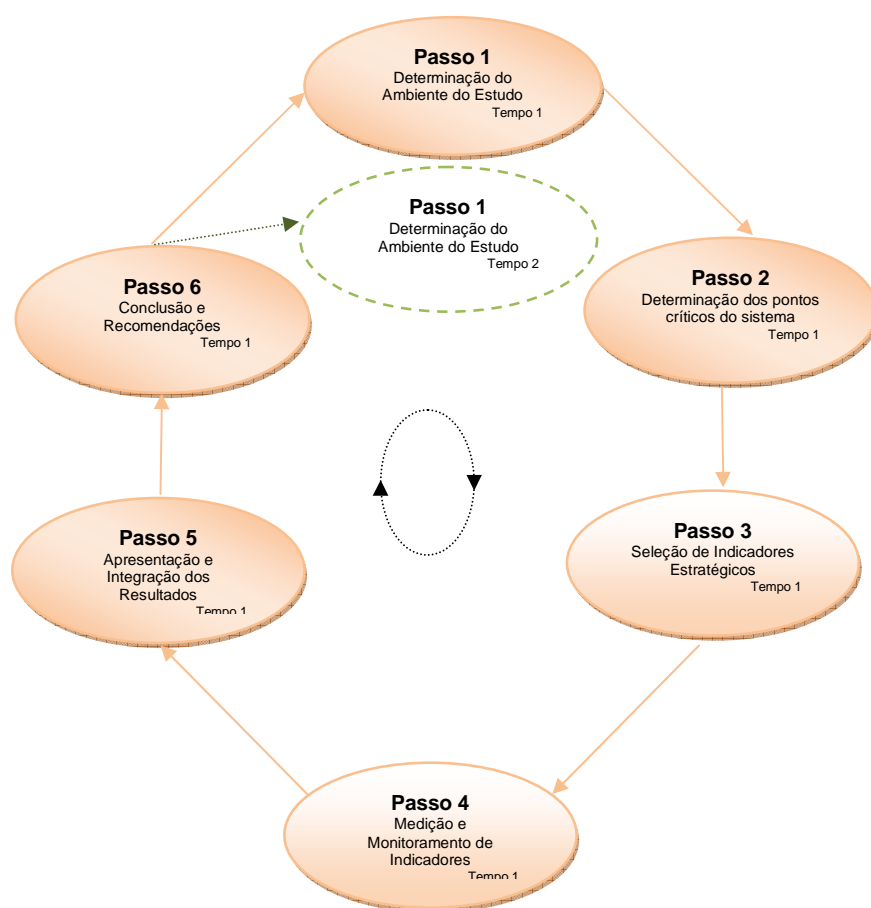 Passo 1
Determinação do
Ambiente do Estudo
Tempo 1
Passo 1
Determinação do
Ambiente do Estudo
Tempo 2
Passo 2
Determinação dos pontos
críticos do sistema
Tempo 1
Passo 3
Seleção de Indicadores
Estratégicos
Tempo 1
Passo 4
Medição e
Monitoramento de
Indicadores
Tempo 1
Passo 5
Apresentação e
Integração dos
Resultados
Tempo 1
Passo 6
Conclusão e
Recomendações
Tempo 1